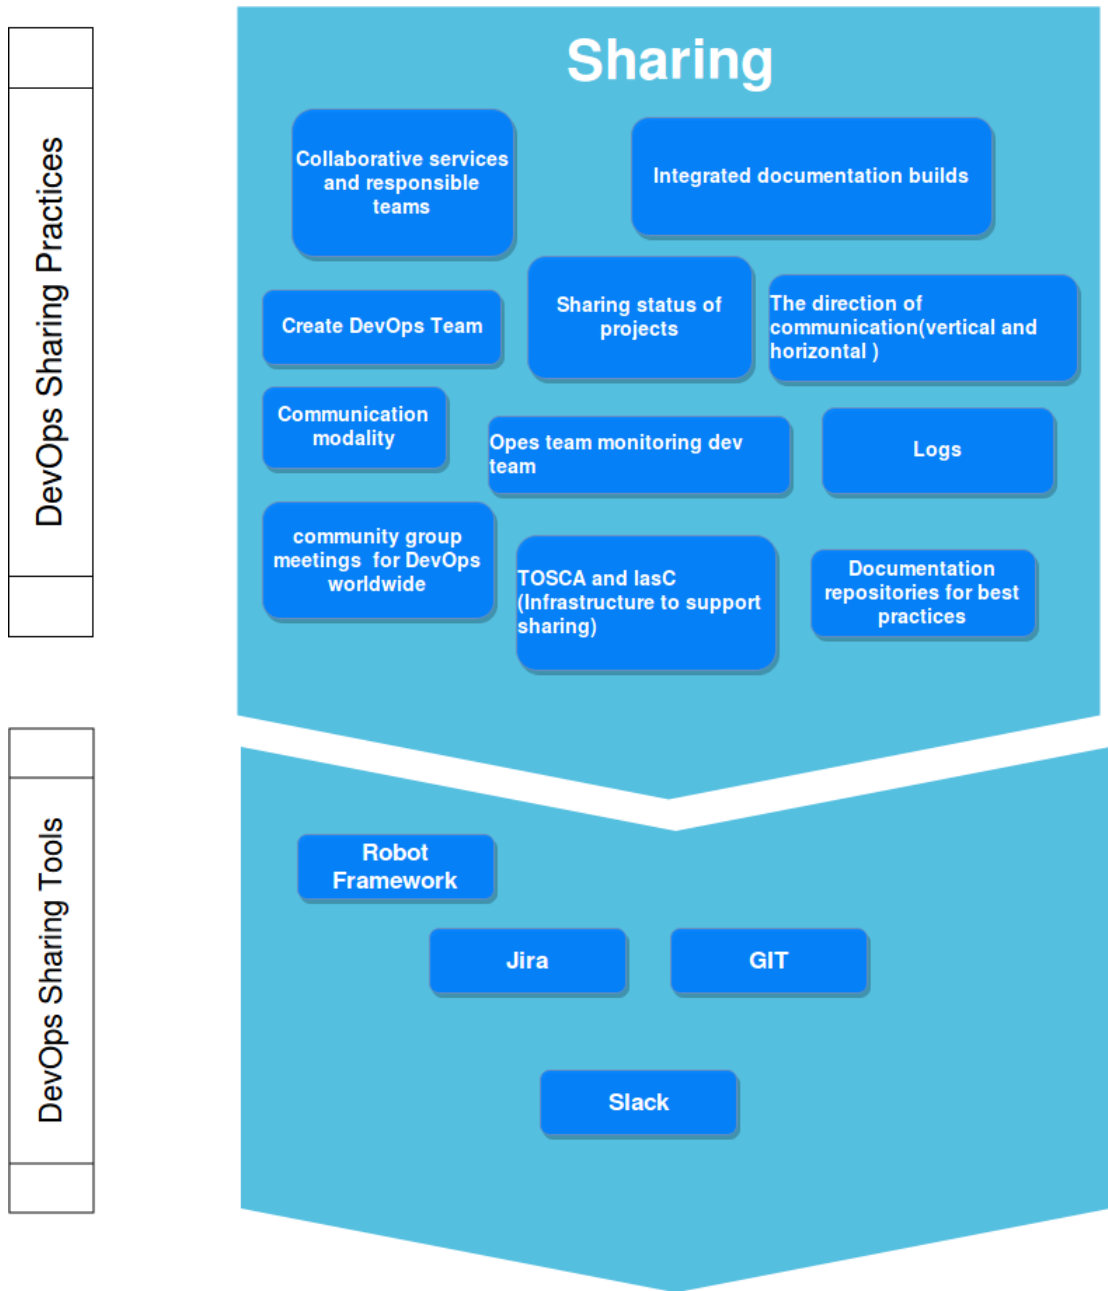 Sharing
DevOps Sharing Practices
Collaborative services
and responsible
teams
Integrated documentation builds
Create DevOps Team
Sharing status of
projects
The direction of
communication(vertical and
horizontal )
Communication
modality
Opes team monitoring dev
team
Logs
community group
meetings  for DevOps
worldwide
TOSCA and IasC
(Infrastructure to support
sharing)
Documentation
repositories for best
practices
DevOps Sharing Tools
Robot
Framework
Jira
GIT
Slack